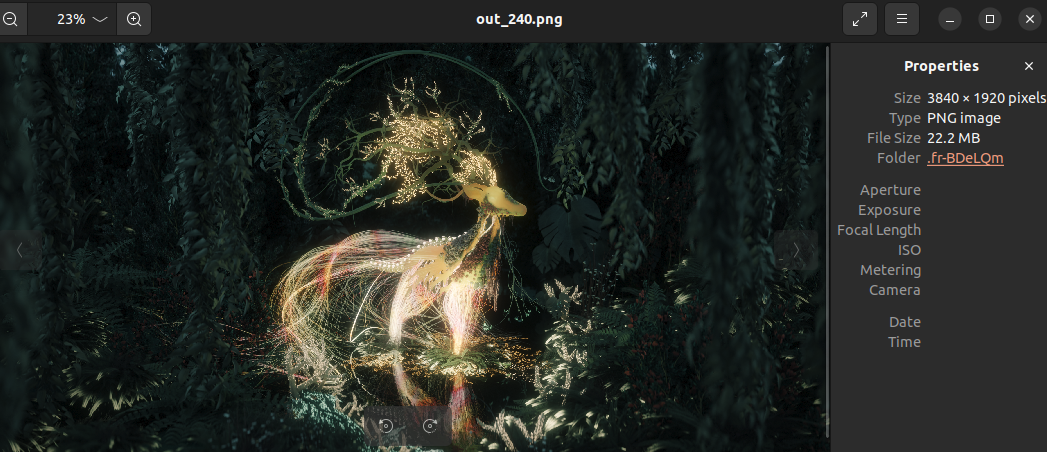 23%
out_240.png
Properties
Size 3840 × 1920 pixels
Type PNG image
File Size 22.2 MB
Folder .fr-BDeLQm
Aperture
Exposure
Focal Length
ISO
Metering
Camera
Date
Time